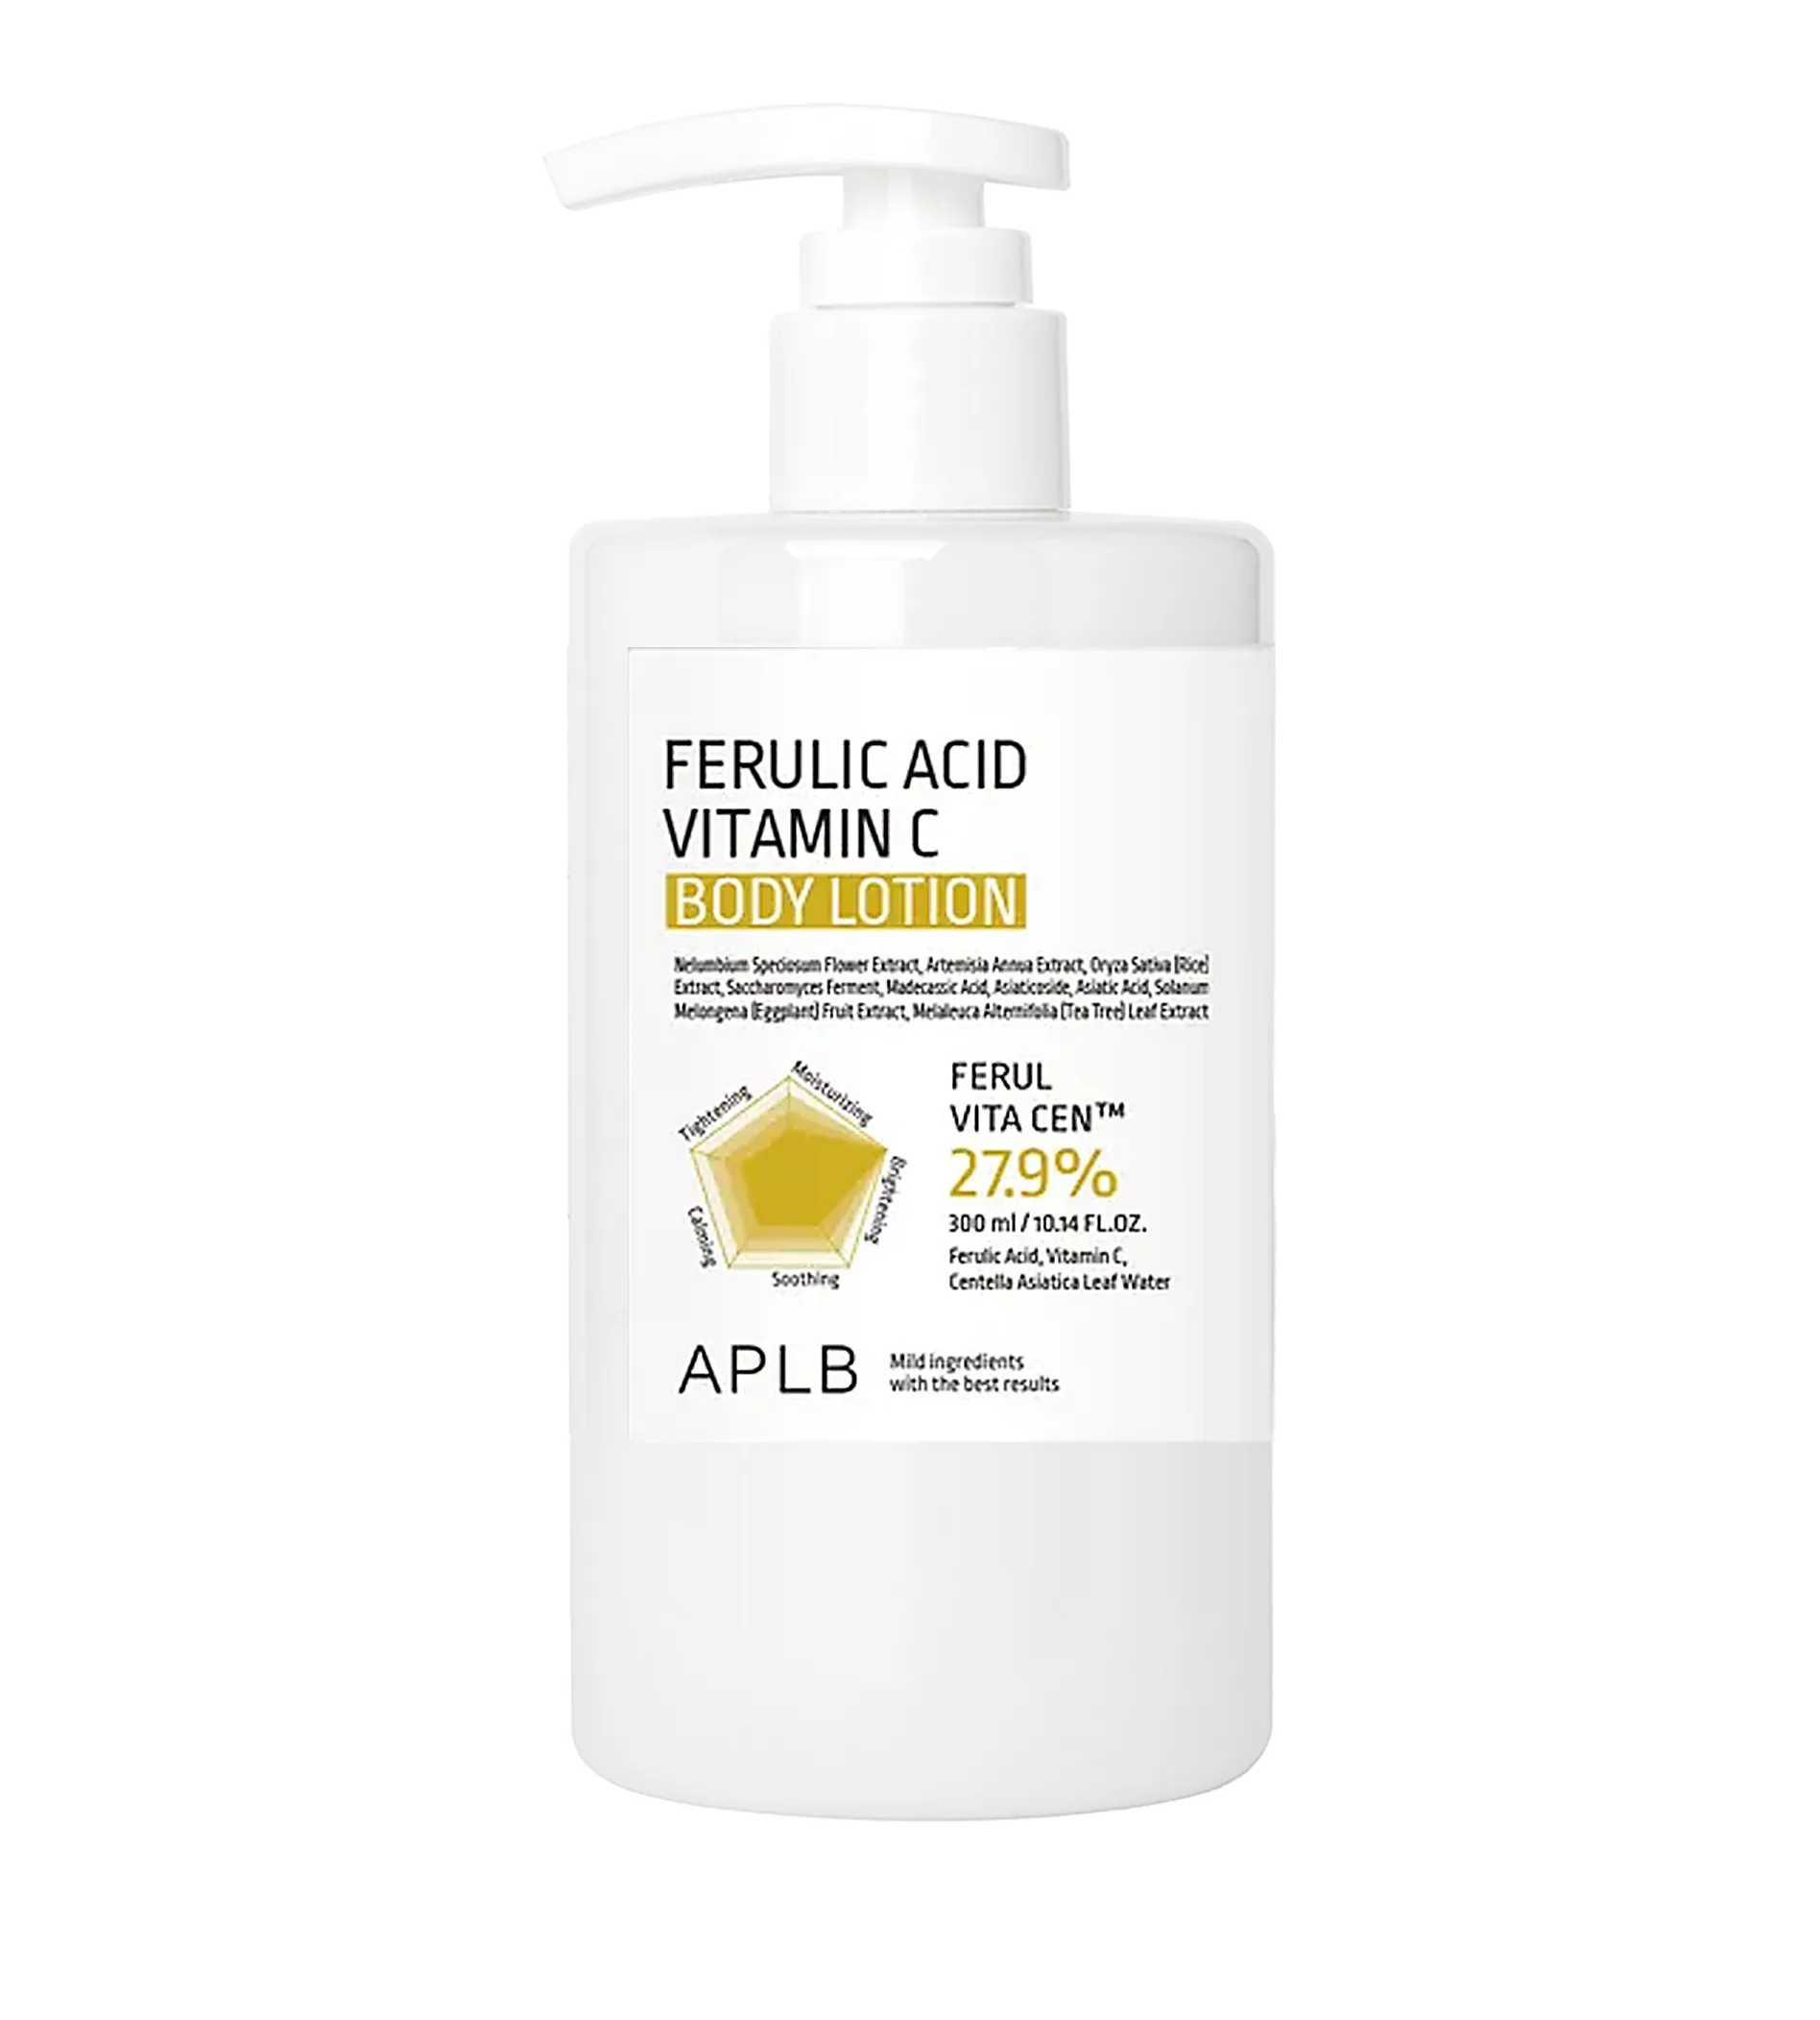 FERULIC ACID
VITAMIN C
BODY LOTION
Nelumbium Speciosum Flower Extract, Artemisia Annua Extract, Oryza Sativa (Rice)
Extract, Saccharomyces Ferment, Madecassic Acid, Asiaticoside, Asiatic Acid, Solanum
Melongena (Eggplant) Fruit Extract, Melaleuca Alternifolia (Tea Tree) Leaf Extract
Tightening
Moisturizing
Brightening
Calming
Soothing
FERUL
VITA CEN™
27.9%
300 ml / 10.14 FL.OZ.
Ferulic Acid, Vitamin C,
Centella Asiatica Leaf Water
APLB
Mild ingredients
with the best results